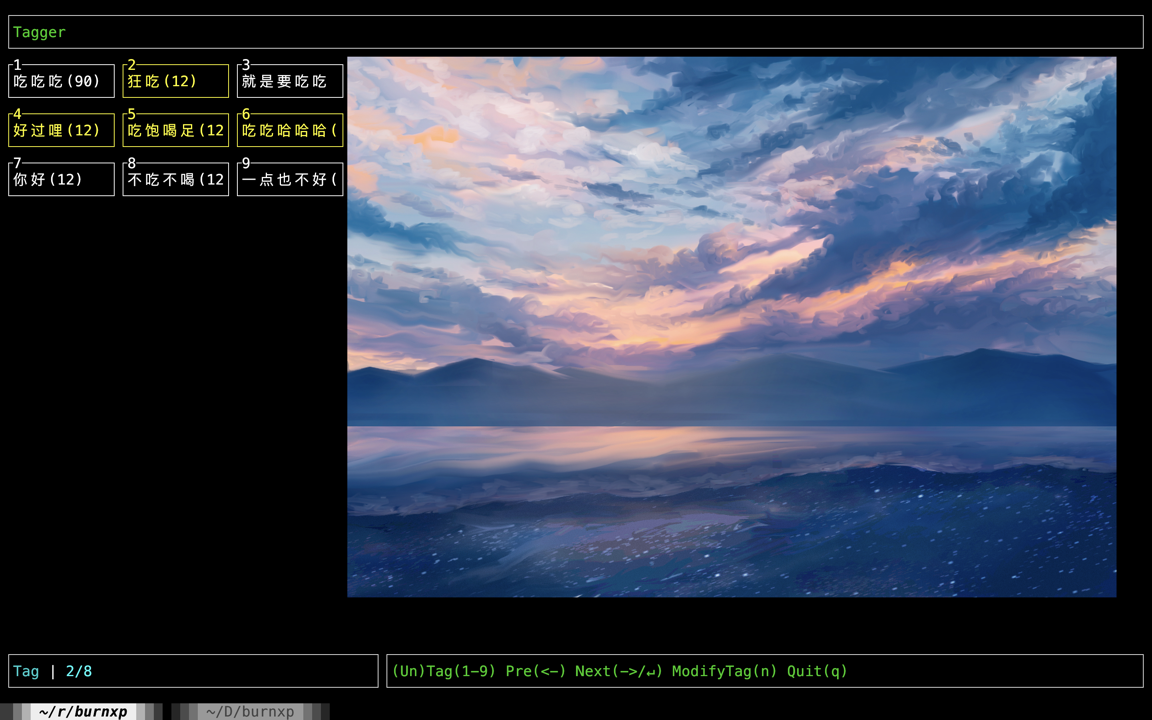 Tagger
1 2 3
吃吃吃(90) 狂吃(12) 就是要吃吃
4 5 6
好过哩(12) 吃饱喝足(12 吃吃哈哈哈(
7 8 9
你好(12) 不吃不喝(12 一点也不好(
Tag | 2/8 (Un)Tag(1-9) Pre(<-) Next(->/↵) ModifyTag(n) Quit(q)
~/r/burnxp ~/D/burnxp